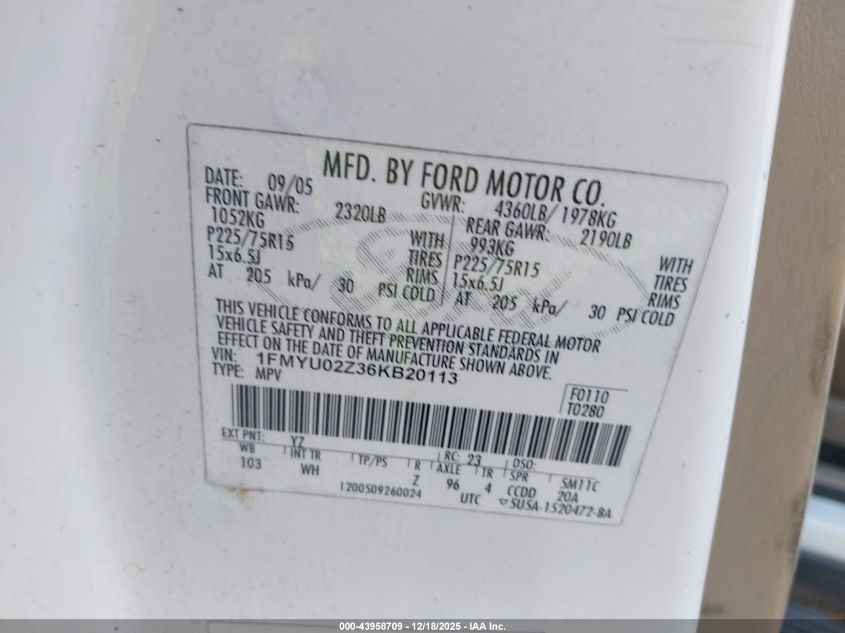 MFD. BY FORD MOTOR CO.
DATE: 09/05 GVWR: 4360LB/ 1978KG
FRONT GAWR: 2320LB REAR GAWR: 2190LB
1052KG WITH 993KG WITH
P225/75R15 TIRES P225/75R15 TIRES
15x6.5J RIMS 15x6.5J RIMS
AT 205 kPa/ 30 PSI COLD AT 205 kPa/ 30 PSI COLD
THIS VEHICLE CONFORMS TO ALL APPLICABLE FEDERAL MOTOR
VEHICLE SAFETY AND THEFT PREVENTION STANDARDS IN
EFFECT ON THE DATE OF MANUFACTURE SHOWN ABOVE.
VIN: 1FMYU02Z36KB20113
TYPE: MPV
F0110
T0280
EXT PNT: YZ RC: 23 DSO:
WB INT TR TP/PS R AXLE TR SPR 5M11C
103 WH Z 96 4 CCDD 20A
1200509260024 UTC ▽5U5A-1520472-BA
000-43958709 - 12/18/2025 - IAA Inc.